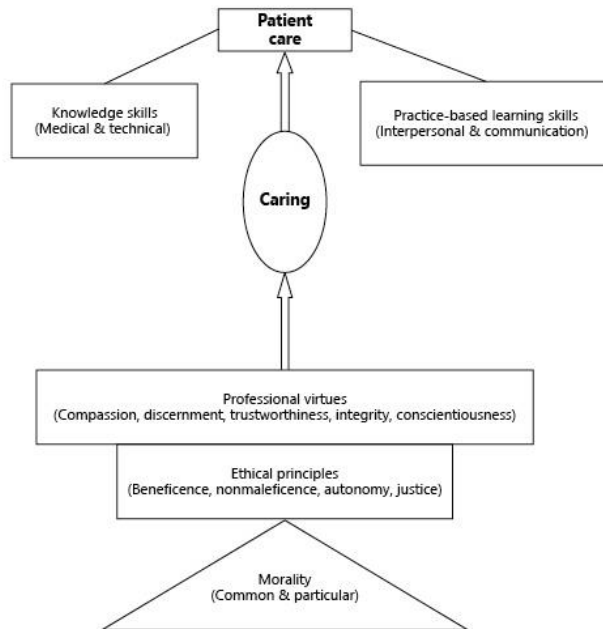 Patient
care
Knowledge skills
(Medical & technical)
Practice-based learning skills
(Interpersonal & communication)
Caring
Professional virtues
(Compassion, discernment, trustworthiness, integrity, conscientiousness)
Ethical principles
(Beneficence, nonmaleficence, autonomy, justice)
Morality
(Common & particular)